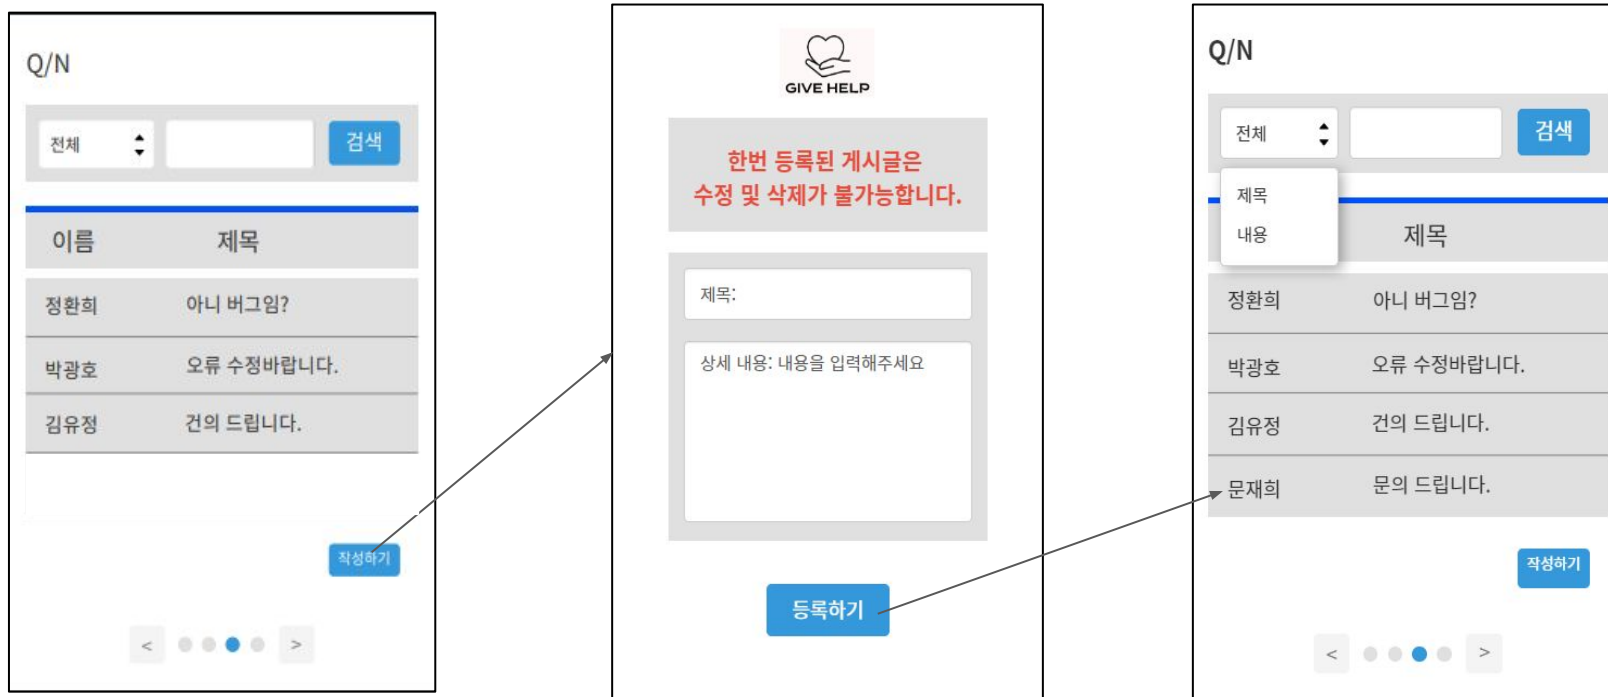 Q/N
전체
검색
이름 제목
정환희 아니 버그임?
박광호 오류 수정바랍니다.
김유정 건의 드립니다.
작성하기
< >
GIVE HELP
한번 등록된 게시글은
수정 및 삭제가 불가능합니다.
제목:
상세 내용: 내용을 입력해주세요
등록하기
Q/N
전체
검색
제목
내용
제목
정환희 아니 버그임?
박광호 오류 수정바랍니다.
김유정 건의 드립니다.
문재희 문의 드립니다.
작성하기
< >